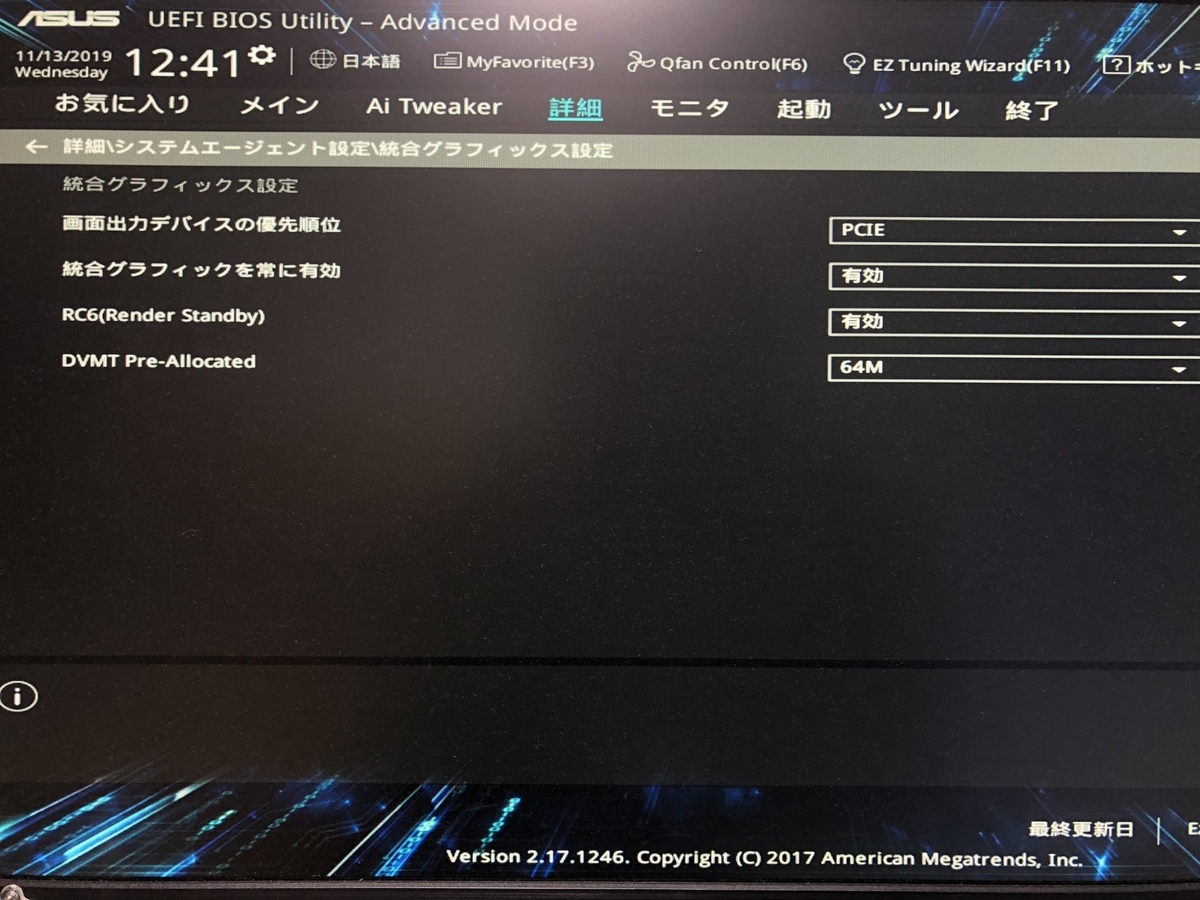 ASUS UEFI BIOS Utility – Advanced Mode
11/13/2019 Wednesday 12:41 日本語 MyFavorite(F3) Qfan Control(F6) EZ Tuning Wizard(F11) ? ホット
お気に入り メイン Ai Tweaker 詳細 モニタ 起動 ツール 終了
← 詳細\システムエージェント設定\統合グラフィックス設定
統合グラフィックス設定
画面出力デバイスの優先順位 PCIE
統合グラフィックを常に有効 有効
RC6(Render Standby) 有効
DVMT Pre-Allocated 64M
i
最終更新日 | E
Version 2.17.1246. Copyright (C) 2017 American Megatrends, Inc.